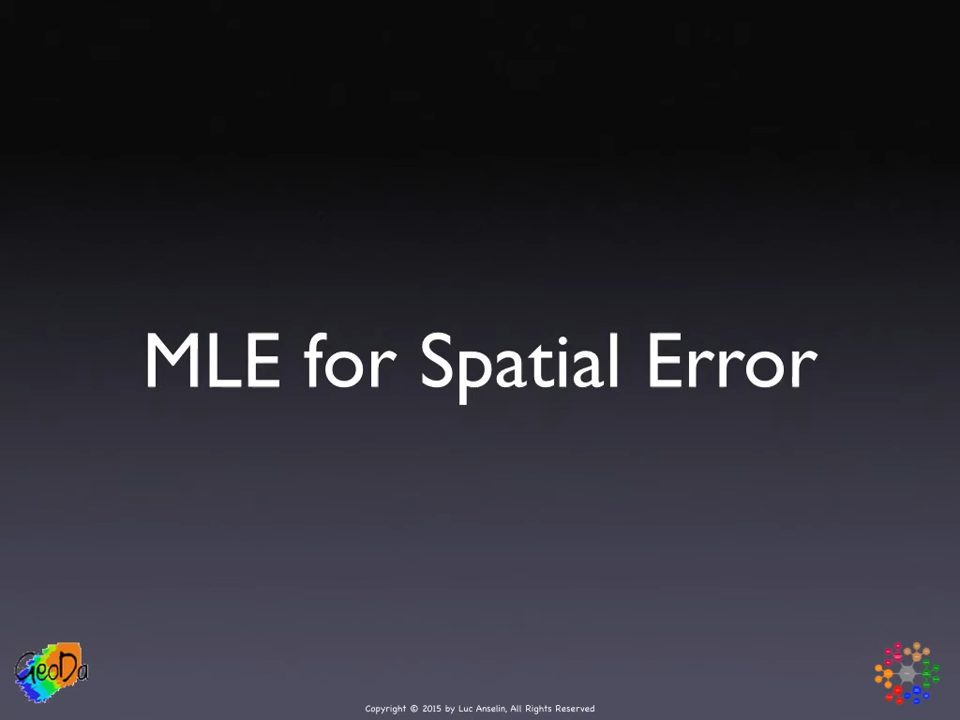 MLE for Spatial Error
GeoDa
Copyright © 2015 by Luc Anselin, All Rights Reserved